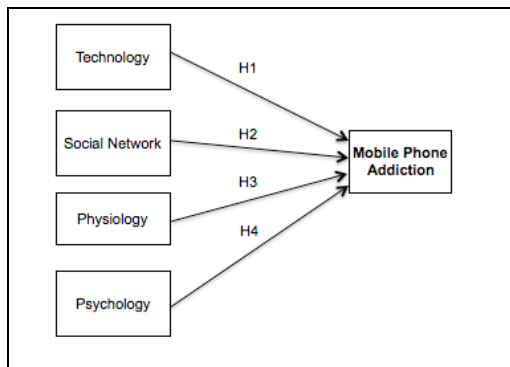 Technology
H1
Social Network
H2
Mobile Phone
Addiction
H3
Physiology
H4
Psychology